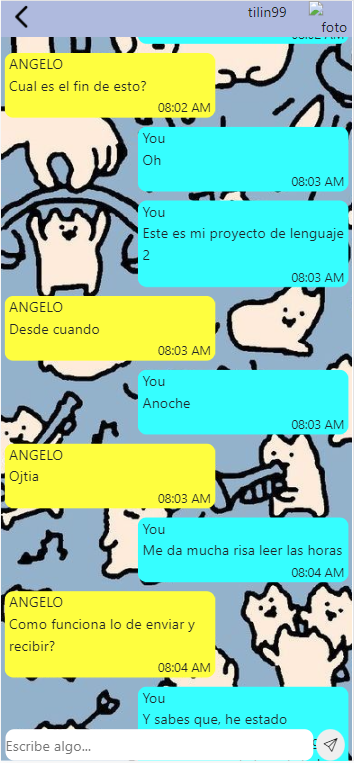 tilin99
foto
ANGELO
Cual es el fin de esto?
08:02 AM
You
Oh
08:03 AM
You
Este es mi proyecto de lenguaje
2
08:03 AM
ANGELO
Desde cuando
08:03 AM
You
Anoche
08:03 AM
ANGELO
Ojtia
08:03 AM
You
Me da mucha risa leer las horas
08:04 AM
ANGELO
Como funciona lo de enviar y
recibir?
08:04 AM
You
Y sabes que, he estado
Escribe algo...